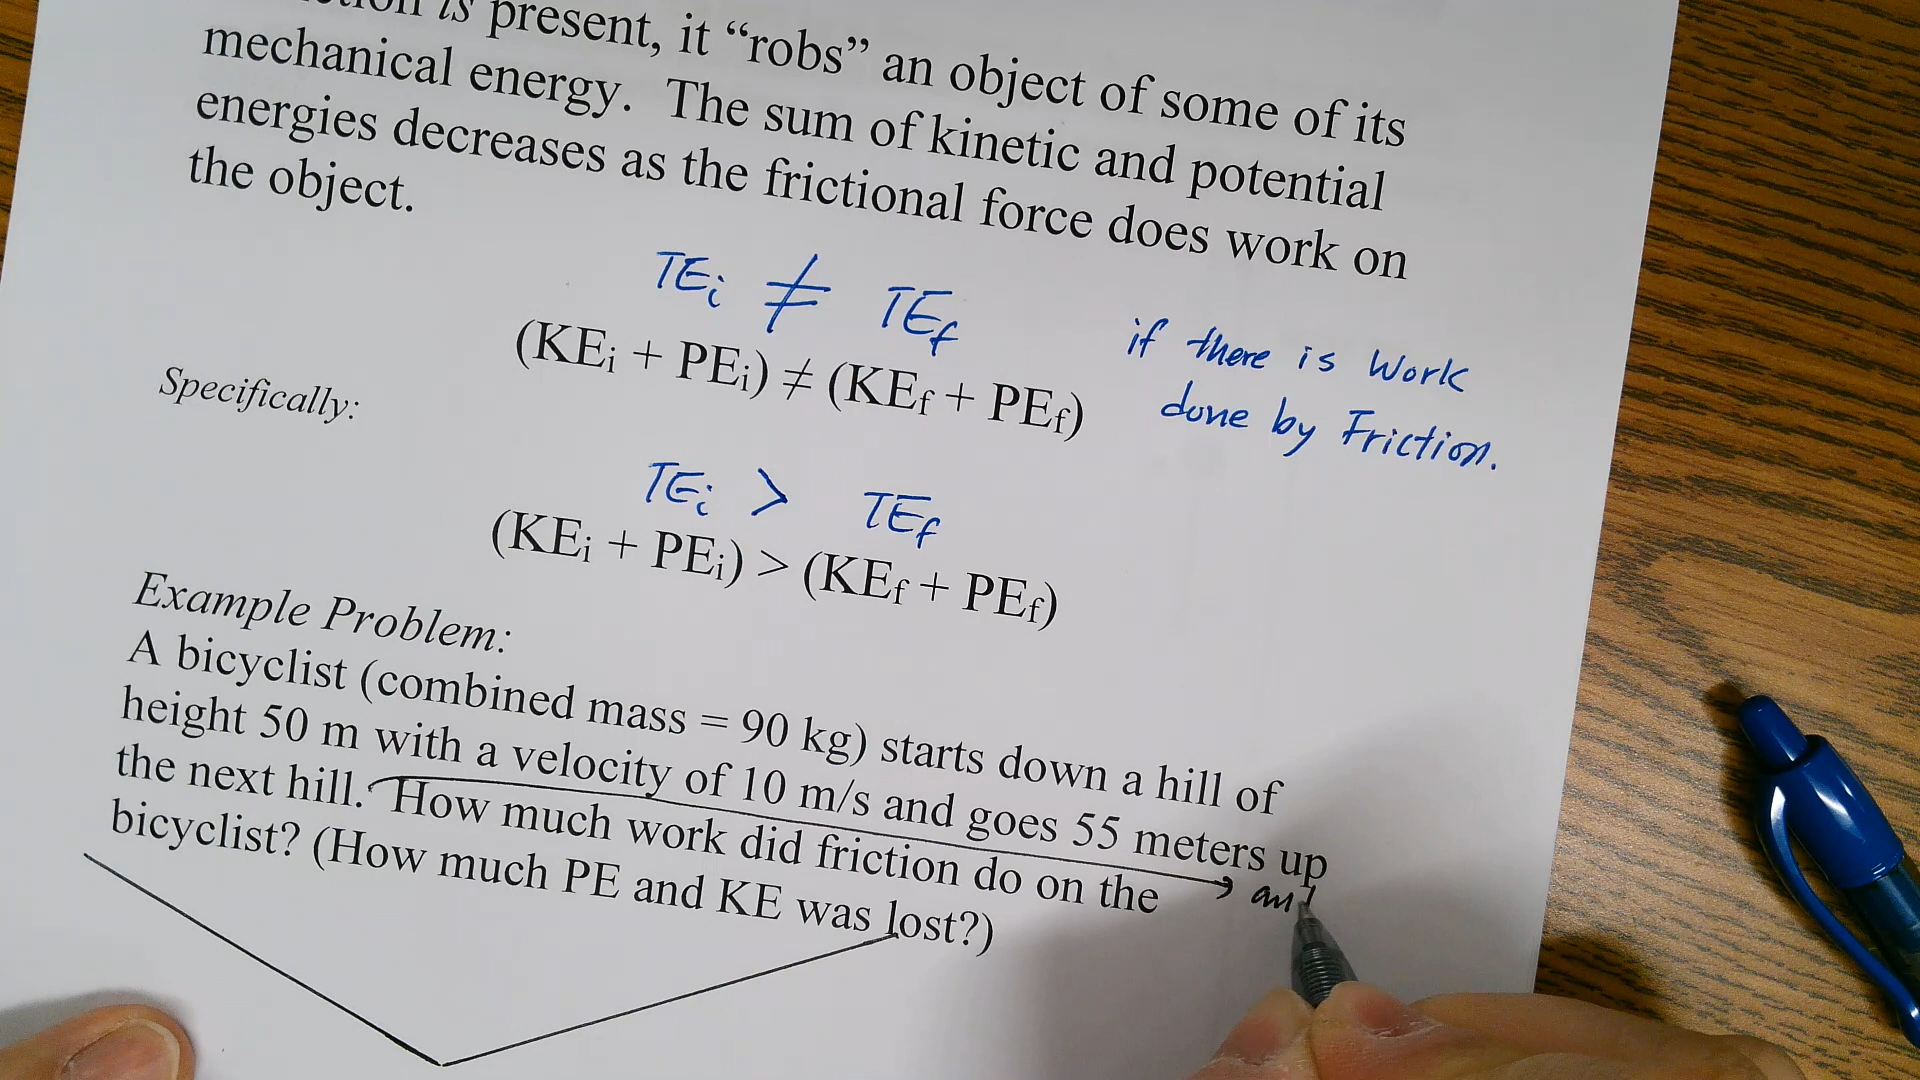 is present, it “robs” an object of some of its
mechanical energy. The sum of kinetic and potential
energies decreases as the frictional force does work on
the object.
TEi ≠ TEf
(KEi + PEi) ≠ (KEf + PEf)
if there is Work
done by Friction.
Specifically:
TEi > TEf
(KEi + PEi) > (KEf + PEf)
Example Problem:
A bicyclist (combined mass = 90 kg) starts down a hill of
height 50 m with a velocity of 10 m/s and goes 55 meters up
the next hill. How much work did friction do on the
bicyclist? (How much PE and KE was lost?)